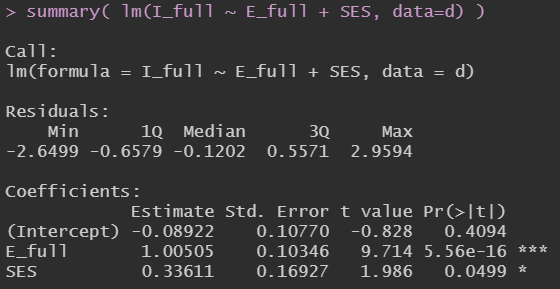 > summary( lm(I_full ~ E_full + SES, data=d) )
Call:
lm(formula = I_full ~ E_full + SES, data = d)
Residuals:
    Min      1Q  Median      3Q     Max
-2.6499 -0.6579 -0.1202  0.5571  2.9594
Coefficients:
            Estimate Std. Error t value Pr(>|t|)
(Intercept) -0.08922    0.10770  -0.828   0.4094
E_full       1.00505    0.10346   9.714 5.56e-16 ***
SES          0.33611    0.16927   1.986   0.0499 *